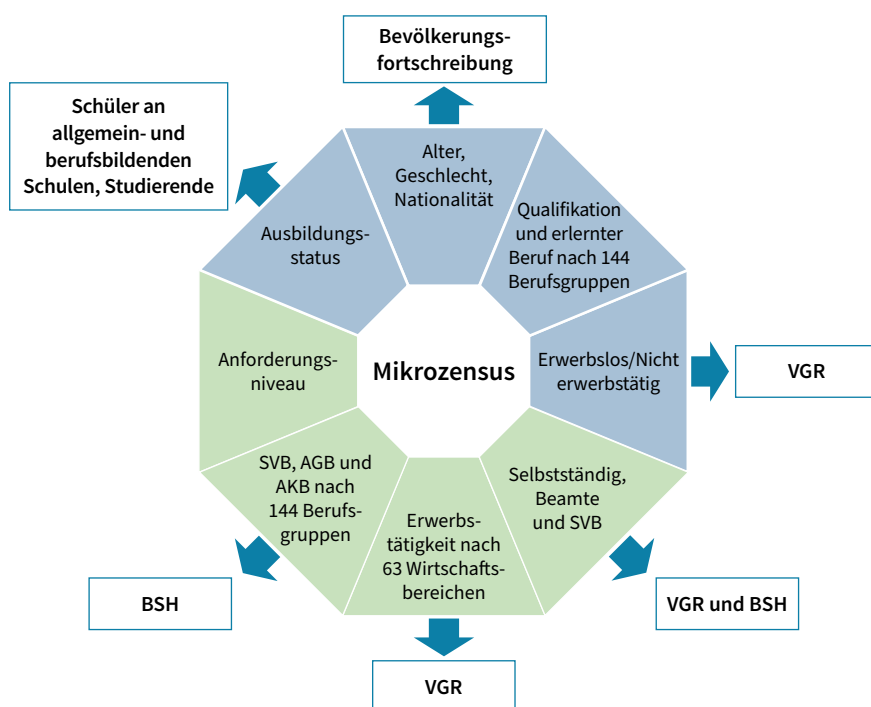 Bevölkerungs-
fortschreibung
Schüler an
allgemein- und
berufsbildenden
Schulen, Studierende
Alter,
Geschlecht,
Nationalität
Qualifikation
und erlernter
Beruf nach 144
Berufsgruppen
Ausbildungs-
status
Anforderungs-
niveau
Mikrozensus
Erwerbslos/Nicht
erwerbstätig
VGR
SVB, AGB und
AKB nach
144 Berufs-
gruppen
Erwerbs-
tätigkeit nach
63 Wirtschafts-
bereichen
Selbstständig,
Beamte
und SVB
BSH
VGR und BSH
VGR